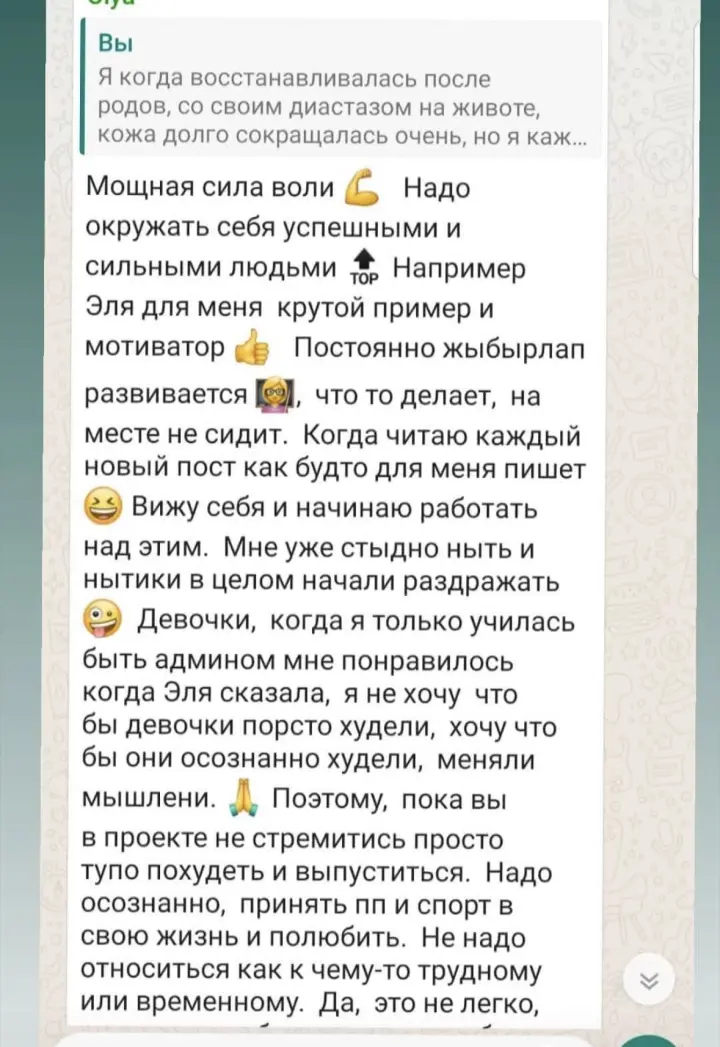 Вы
Я когда восстанавливалась после
родов, со своим диастазом на животе,
кожа долго сокращалась очень, но я каж...
Мощная сила воли 💪 Надо
окружать себя успешными и
сильными людьми 🔝 Например
Эля для меня крутой пример и
мотиватор 👍 Постоянно жыбырлап
развивается 👩‍🏫, что то делает, на
месте не сидит. Когда читаю каждый
новый пост как будто для меня пишет
😆 Вижу себя и начинаю работать
над этим. Мне уже стыдно ныть и
нытики в целом начали раздражать
🤪 Девочки, когда я только училась
быть админом мне понравилось
когда Эля сказала, я не хочу что
бы девочки порсто худели, хочу что
бы они осознанно худели, меняли
мышлени. 🙏 Поэтому, пока вы
в проекте не стремитись просто
тупо похудеть и выпуститься. Надо
осознанно, принять пп и спорт в
свою жизнь и полюбить. Не надо
относиться как к чему-то трудному
или временному. Да, это не легко,